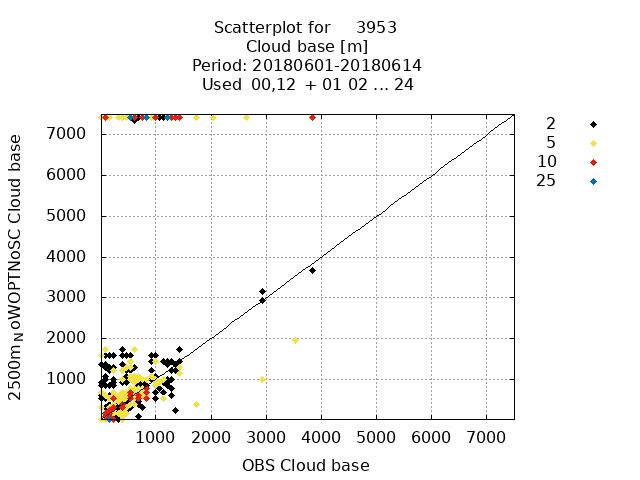 Scatterplot for 3953
Cloud base [m]
Period: 20180601-20180614
Used 00,12 + 01 02 ... 24
2
5
10
25
2500mNoWOPTNoSC Cloud base
7000
6000
5000
4000
3000
2000
1000
1000 2000 3000 4000 5000 6000 7000
OBS Cloud base